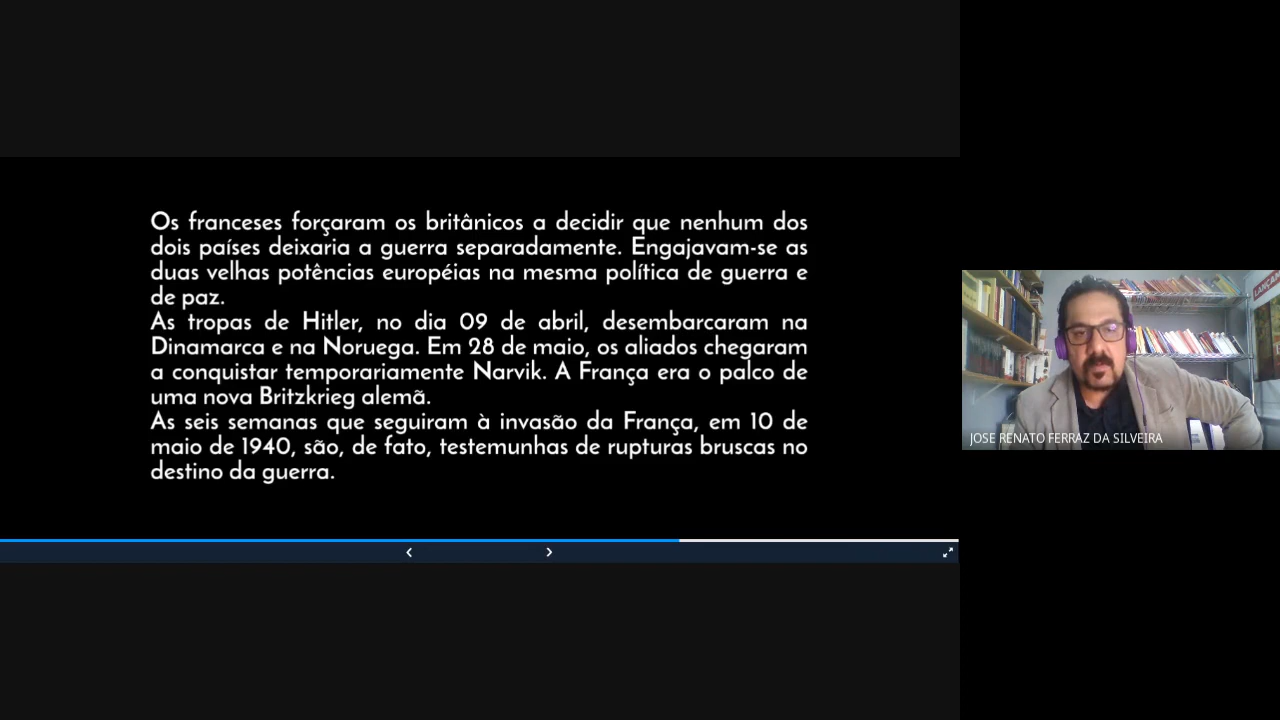 Os franceses forçaram os britânicos a decidir que nenhum dos
dois países deixaria a guerra separadamente. Engajavam-se as
duas velhas potências européias na mesma política de guerra e
de paz.
As tropas de Hitler, no dia 09 de abril, desembarcaram na
Dinamarca e na Noruega. Em 28 de maio, os aliados chegaram
a conquistar temporariamente Narvik. A França era o palco de
uma nova Britzkrieg alemã.
As seis semanas que seguiram à invasão da França, em 10 de
maio de 1940, são, de fato, testemunhas de rupturas bruscas no
destino da guerra.
LANÇAM
JOSE RENATO FERRAZ DA SILVEIRA